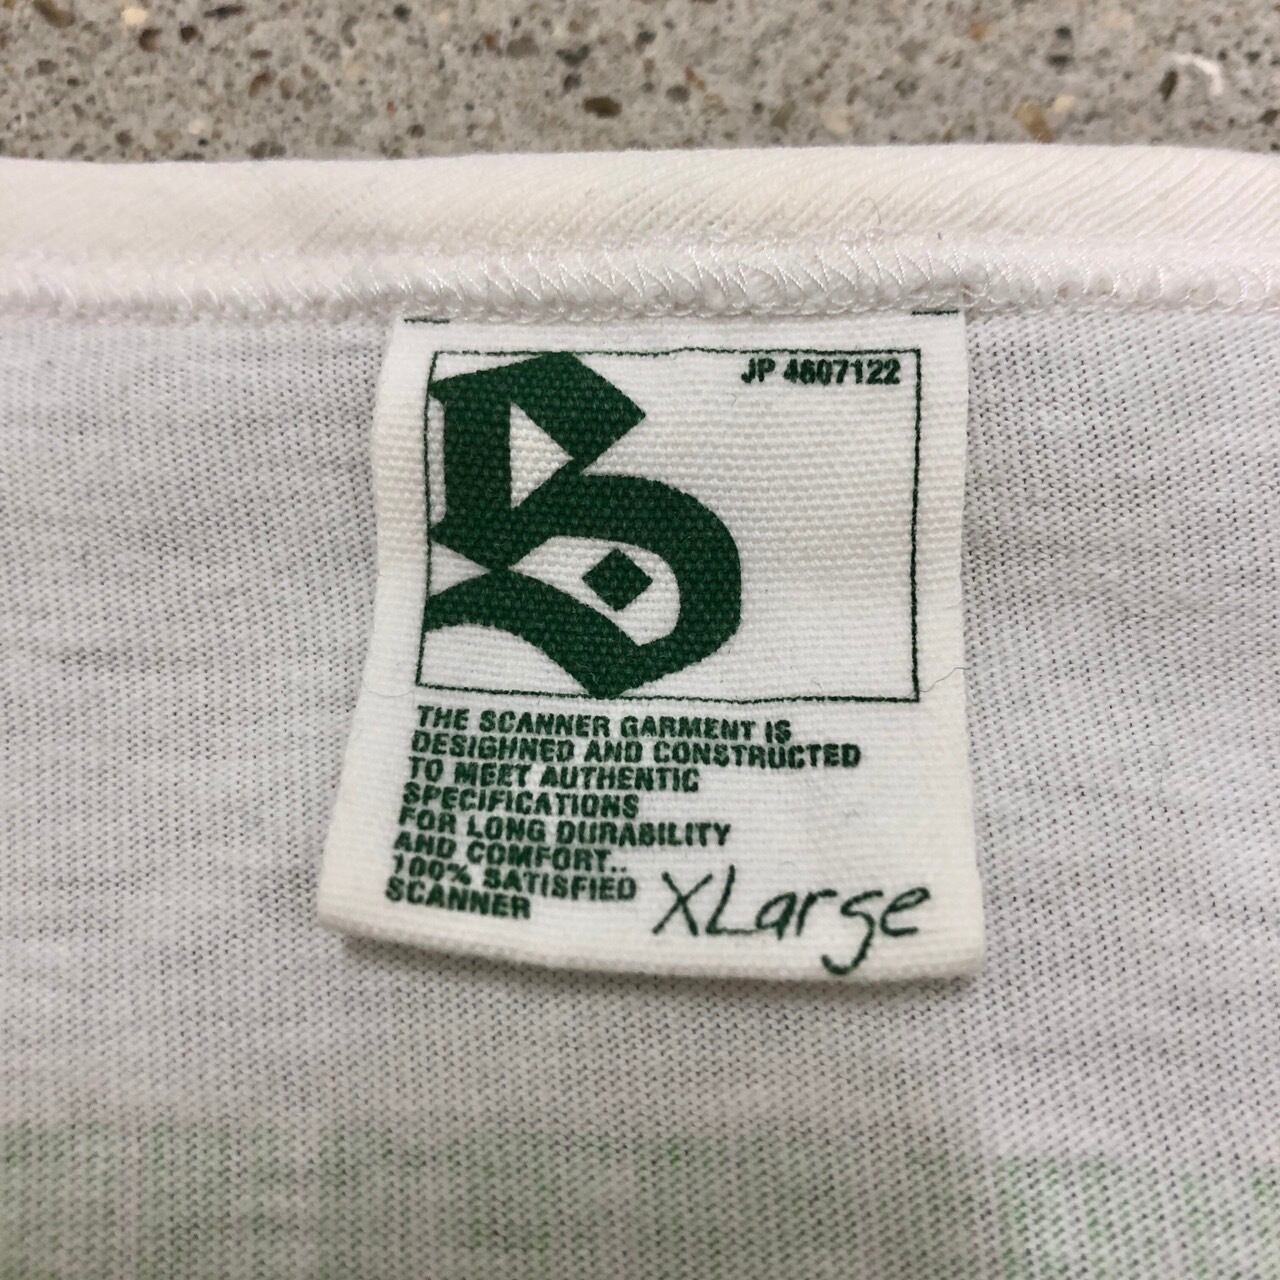 JP 4607122
S
THE SCANNER GARMENT IS
DESIGHNED AND CONSTRUCTED
TO MEET AUTHENTIC
SPECIFICATIONS
FOR LONG DURABILITY
AND COMFORT..
100% SATISFIED
SCANNER
XLarge